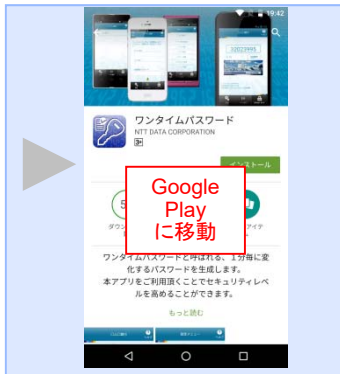 19:42
ワンタイムパスワード
NTT DATA CORPORATION
インストール
Google
Play
に移動
ワンタイムパスワードと呼ばれる、1分毎に変
化するパスワードを生成します。
本アプリをご利用頂くことでセキュリティレベ
ルを高めることができます。
もっと読む